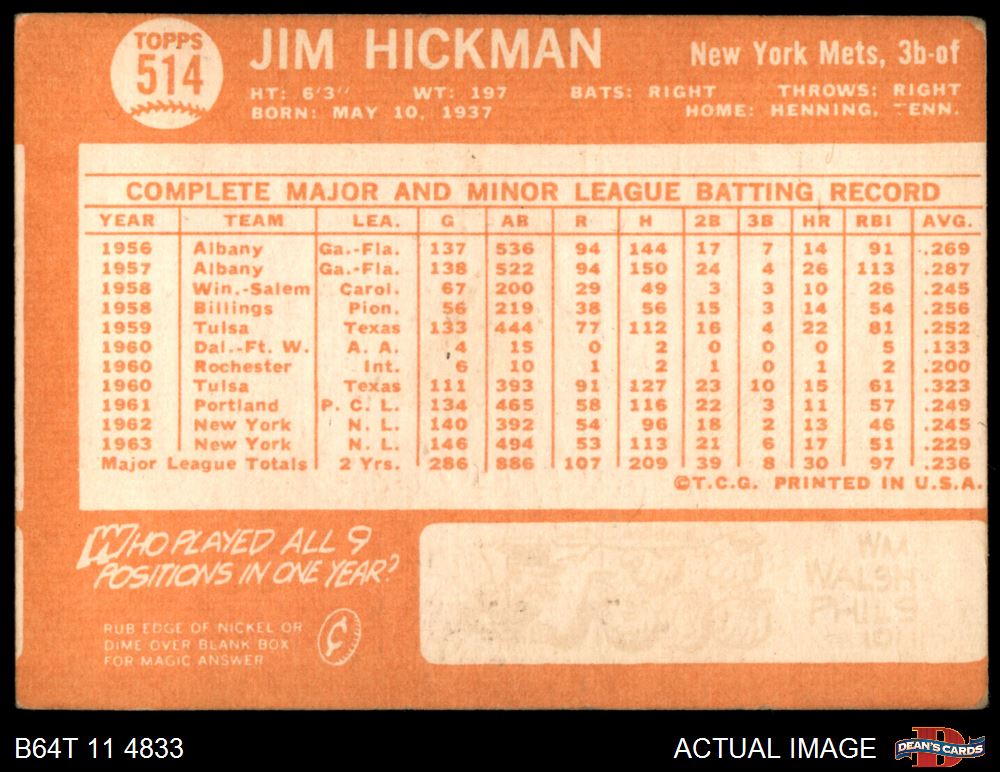 TOPPS
514
JIM HICKMAN
New York Mets, 3b-of
HT: 6'3" WT: 197 BATS: RIGHT THROWS: RIGHT
BORN: MAY 10, 1937 HOME: HENNING, TENN.
COMPLETE MAJOR AND MINOR LEAGUE BATTING RECORD
YEAR TEAM LEA. G AB R H 2B 3B HR RBI AVG.
1956 Albany Ga.-Fla. 137 536 94 144 17 7 14 91 .269
1957 Albany Ga.-Fla. 138 522 94 150 24 4 26 113 .287
1958 Win.-Salem Carol. 67 200 29 49 3 3 10 26 .245
1958 Billings Pion. 56 219 38 56 15 3 14 54 .256
1959 Tulsa Texas 133 444 77 112 16 4 22 81 .252
1960 Dal.-Ft. W. A. A. 4 15 0 2 0 0 0 5 .133
1960 Rochester Int. 6 10 1 2 1 0 1 2 .200
1960 Tulsa Texas 111 393 91 127 23 10 15 61 .323
1961 Portland P. C. L. 134 465 58 116 22 3 11 57 .249
1962 New York N. L. 140 392 54 96 18 2 13 46 .245
1963 New York N. L. 146 494 53 113 21 6 17 51 .229
Major League Totals 2 Yrs. 286 886 107 209 39 8 30 97 .236
©T.C.G. PRINTED IN U.S.A.
WHO PLAYED ALL 9
POSITIONS IN ONE YEAR?
RUB EDGE OF NICKEL OR
DIME OVER BLANK BOX
FOR MAGIC ANSWER
¢
WM
WALSH
PHILS
1911
B64T 11 4833
ACTUAL IMAGE
DEAN'S CARDS